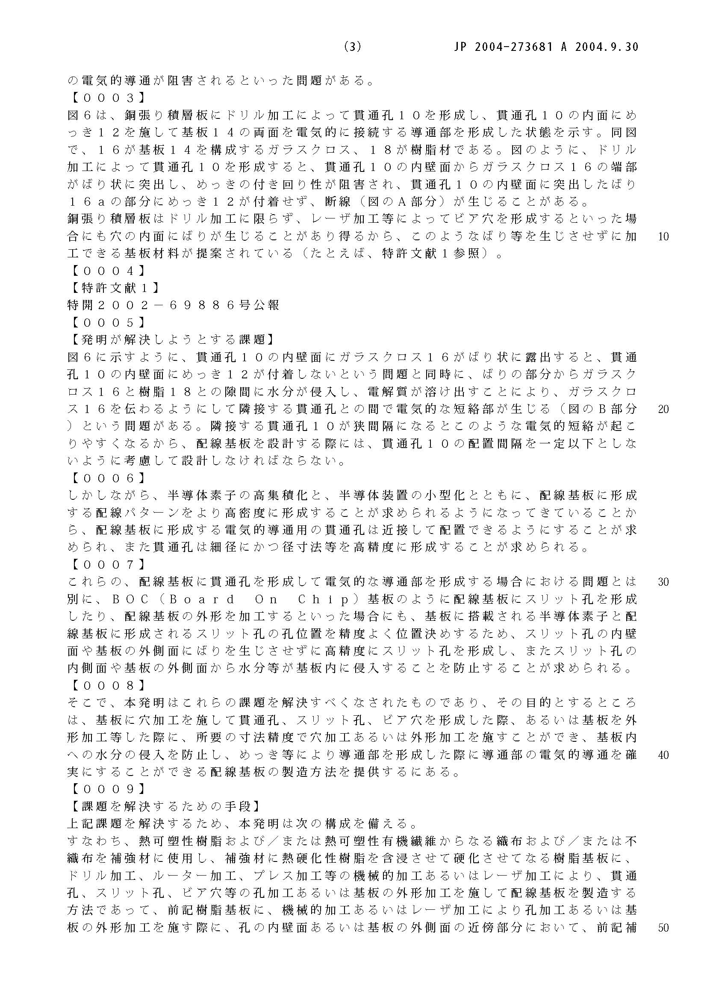 (3) JP 2004-273681 A 2004.9.30
の電気的導通が阻害されるといった問題がある。
【０００３】
図６は、銅張り積層板にドリル加工によって貫通孔１０を形成し、貫通孔１０の内面にめ
っき１２を施して基板１４の両面を電気的に接続する導通部を形成した状態を示す。同図
で、１６が基板１４を構成するガラスクロス、１８が樹脂材である。図のように、ドリル
加工によって貫通孔１０を形成すると、貫通孔１０の内壁面からガラスクロス１６の端部
がばり状に突出し、めっきの付き回り性が阻害され、貫通孔１０の内壁面に突出したばり
１６ａの部分にめっき１２が付着せず、断線（図のＡ部分）が生じることがある。
銅張り積層板はドリル加工に限らず、レーザ加工等によってビア穴を形成するといった場
合にも穴の内面にばりが生じることがあり得るから、このようなばり等を生じさせずに加 10
工できる基板材料が提案されている（たとえば、特許文献１参照）。
【０００４】
【特許文献１】
特開２００２－６９８８６号公報
【０００５】
【発明が解決しようとする課題】
図６に示すように、貫通孔１０の内壁面にガラスクロス１６がばり状に露出すると、貫通
孔１０の内壁面にめっき１２が付着しないという問題と同時に、ばりの部分からガラスク
ロス１６と樹脂１８との隙間に水分が侵入し、電解質が溶け出すことにより、ガラスクロ
ス１６を伝わるようにして隣接する貫通孔との間で電気的な短絡部が生じる（図のＢ部分 20
）という問題がある。隣接する貫通孔１０が狭間隔になるとこのような電気的短絡が起こ
りやすくなるから、配線基板を設計する際には、貫通孔１０の配置間隔を一定以下としな
いように考慮して設計しなければならない。
【０００６】
しかしながら、半導体素子の高集積化と、半導体装置の小型化とともに、配線基板に形成
する配線パターンをより高密度に形成することが求められるようになってきていることか
ら、配線基板に形成する電気的導通用の貫通孔は近接して配置できるようにすることが求
められ、また貫通孔は細径にかつ径寸法等を高精度に形成することが求められる。
【０００７】
これらの、配線基板に貫通孔を形成して電気的な導通部を形成する場合における問題とは 30
別に、ＢＯＣ（Ｂｏａｒｄ　Ｏｎ　Ｃｈｉｐ）基板のように配線基板にスリット孔を形成
したり、配線基板の外形を加工するといった場合にも、基板に搭載される半導体素子と配
線基板に形成されるスリット孔の孔位置を精度よく位置決めするため、スリット孔の内壁
面や基板の外側面にばりを生じさせずに高精度にスリット孔を形成し、またスリット孔の
内側面や基板の外側面から水分等が基板内に侵入することを防止することが求められる。
【０００８】
そこで、本発明はこれらの課題を解決すべくなされたものであり、その目的とするところ
は、基板に穴加工を施して貫通孔、スリット孔、ビア穴を形成した際、あるいは基板を外
形加工等した際に、所要の寸法精度で穴加工あるいは外形加工を施すことができ、基板内
への水分の侵入を防止し、めっき等により導通部を形成した際に導通部の電気的導通を確 40
実にすることができる配線基板の製造方法を提供するにある。
【０００９】
【課題を解決するための手段】
上記課題を解決するため、本発明は次の構成を備える。
すなわち、熱可塑性樹脂および／または熱可塑性有機繊維からなる織布および／または不
織布を補強材に使用し、補強材に熱硬化性樹脂を含浸させて硬化させてなる樹脂基板に、
ドリル加工、ルーター加工、プレス加工等の機械的加工あるいはレーザ加工により、貫通
孔、スリット孔、ビア穴等の孔加工あるいは基板の外形加工を施して配線基板を製造する
方法であって、前記樹脂基板に、機械的加工あるいはレーザ加工により孔加工あるいは基
板の外形加工を施す際に、孔の内壁面あるいは基板の外側面の近傍部分において、前記補 50